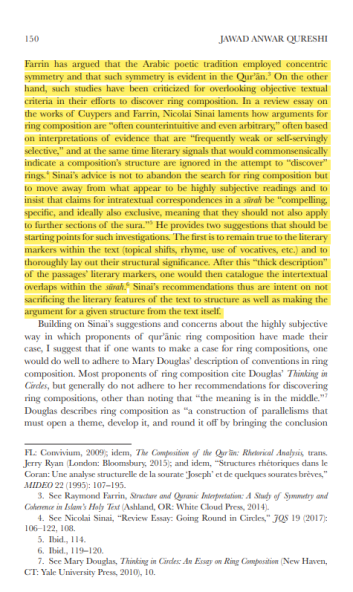 150 JAWAD ANWAR QURESHI
Farrin has argued that the Arabic poetic tradition employed concentric
symmetry and that such symmetry is evident in the Qurʾān.³ On the other
hand, such studies have been criticized for overlooking objective textual
criteria in their efforts to discover ring composition. In a review essay on
the works of Cuypers and Farrin, Nicolai Sinai laments how arguments for
ring composition are “often counterintuitive and even arbitrary,” often based
on interpretations of evidence that are “frequently weak or self-servingly
selective,” and at the same time literary signals that would commonsensically
indicate a composition’s structure are ignored in the attempt to “discover”
rings.⁴ Sinai’s advice is not to abandon the search for ring composition but
to move away from what appear to be highly subjective readings and to
insist that claims for intratextual correspondences in a sūrah be “compelling,
specific, and ideally also exclusive, meaning that they should not also apply
to further sections of the sura.”⁵ He provides two suggestions that should be
starting points for such investigations. The first is to remain true to the literary
markers within the text (topical shifts, rhyme, use of vocatives, etc.) and to
thoroughly lay out their structural significance. After this “thick description”
of the passages’ literary markers, one would then catalogue the intertextual
overlaps within the sūrah.⁶ Sinai’s recommendations thus are intent on not
sacrificing the literary features of the text to structure as well as making the
argument for a given structure from the text itself.
Building on Sinai’s suggestions and concerns about the highly subjective
way in which proponents of qurʾānic ring composition have made their
case, I suggest that if one wants to make a case for ring compositions, one
would do well to adhere to Mary Douglas’ description of conventions in ring
composition. Most proponents of ring composition cite Douglas’ Thinking in
Circles, but generally do not adhere to her recommendations for discovering
ring compositions, other than noting that “the meaning is in the middle.”⁷
Douglas describes ring composition as “a construction of parallelisms that
must open a theme, develop it, and round it off by bringing the conclusion
FL: Convivium, 2009); idem, The Composition of the Qurʾān: Rhetorical Analysis, trans.
Jerry Ryan (London: Bloomsbury, 2015); and idem, “Structures rhétoriques dans le
Coran: Une analyse structurelle de la sourate ‘Joseph’ et de quelques sourates brèves,”
MIDEO 22 (1995): 107–195.
3. See Raymond Farrin, Structure and Quranic Interpretation: A Study of Symmetry and
Coherence in Islam’s Holy Text (Ashland, OR: White Cloud Press, 2014).
4. See Nicolai Sinai, “Review Essay: Going Round in Circles,” JQS 19 (2017):
106–122, 108.
5. Ibid., 114.
6. Ibid., 119–120.
7. See Mary Douglas, Thinking in Circles: An Essay on Ring Composition (New Haven,
CT: Yale University Press, 2010), 10.